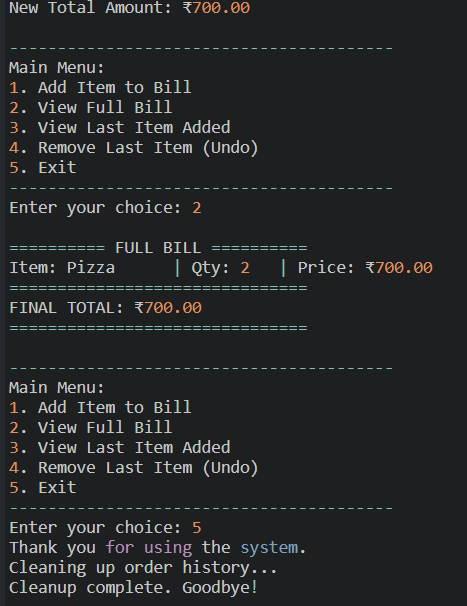 New Total Amount: ₹700.00
----------------------------------------
Main Menu:
1. Add Item to Bill
2. View Full Bill
3. View Last Item Added
4. Remove Last Item (Undo)
5. Exit
----------------------------------------
Enter your choice: 2
========== FULL BILL ==========
Item: Pizza      | Qty: 2   | Price: ₹700.00
===============================
FINAL TOTAL: ₹700.00
===============================
----------------------------------------
Main Menu:
1. Add Item to Bill
2. View Full Bill
3. View Last Item Added
4. Remove Last Item (Undo)
5. Exit
----------------------------------------
Enter your choice: 5
Thank you for using the system.
Cleaning up order history...
Cleanup complete. Goodbye!